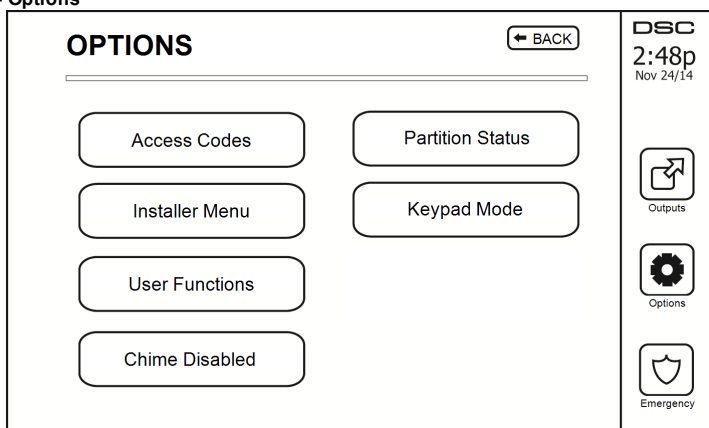 Options
OPTIONS
BACK
Access Codes
Installer Menu
User Functions
Chime Disabled
Partition Status
Keypad Mode
DSC
2:48p
Nov 24/14
Outputs
Options
Emergency